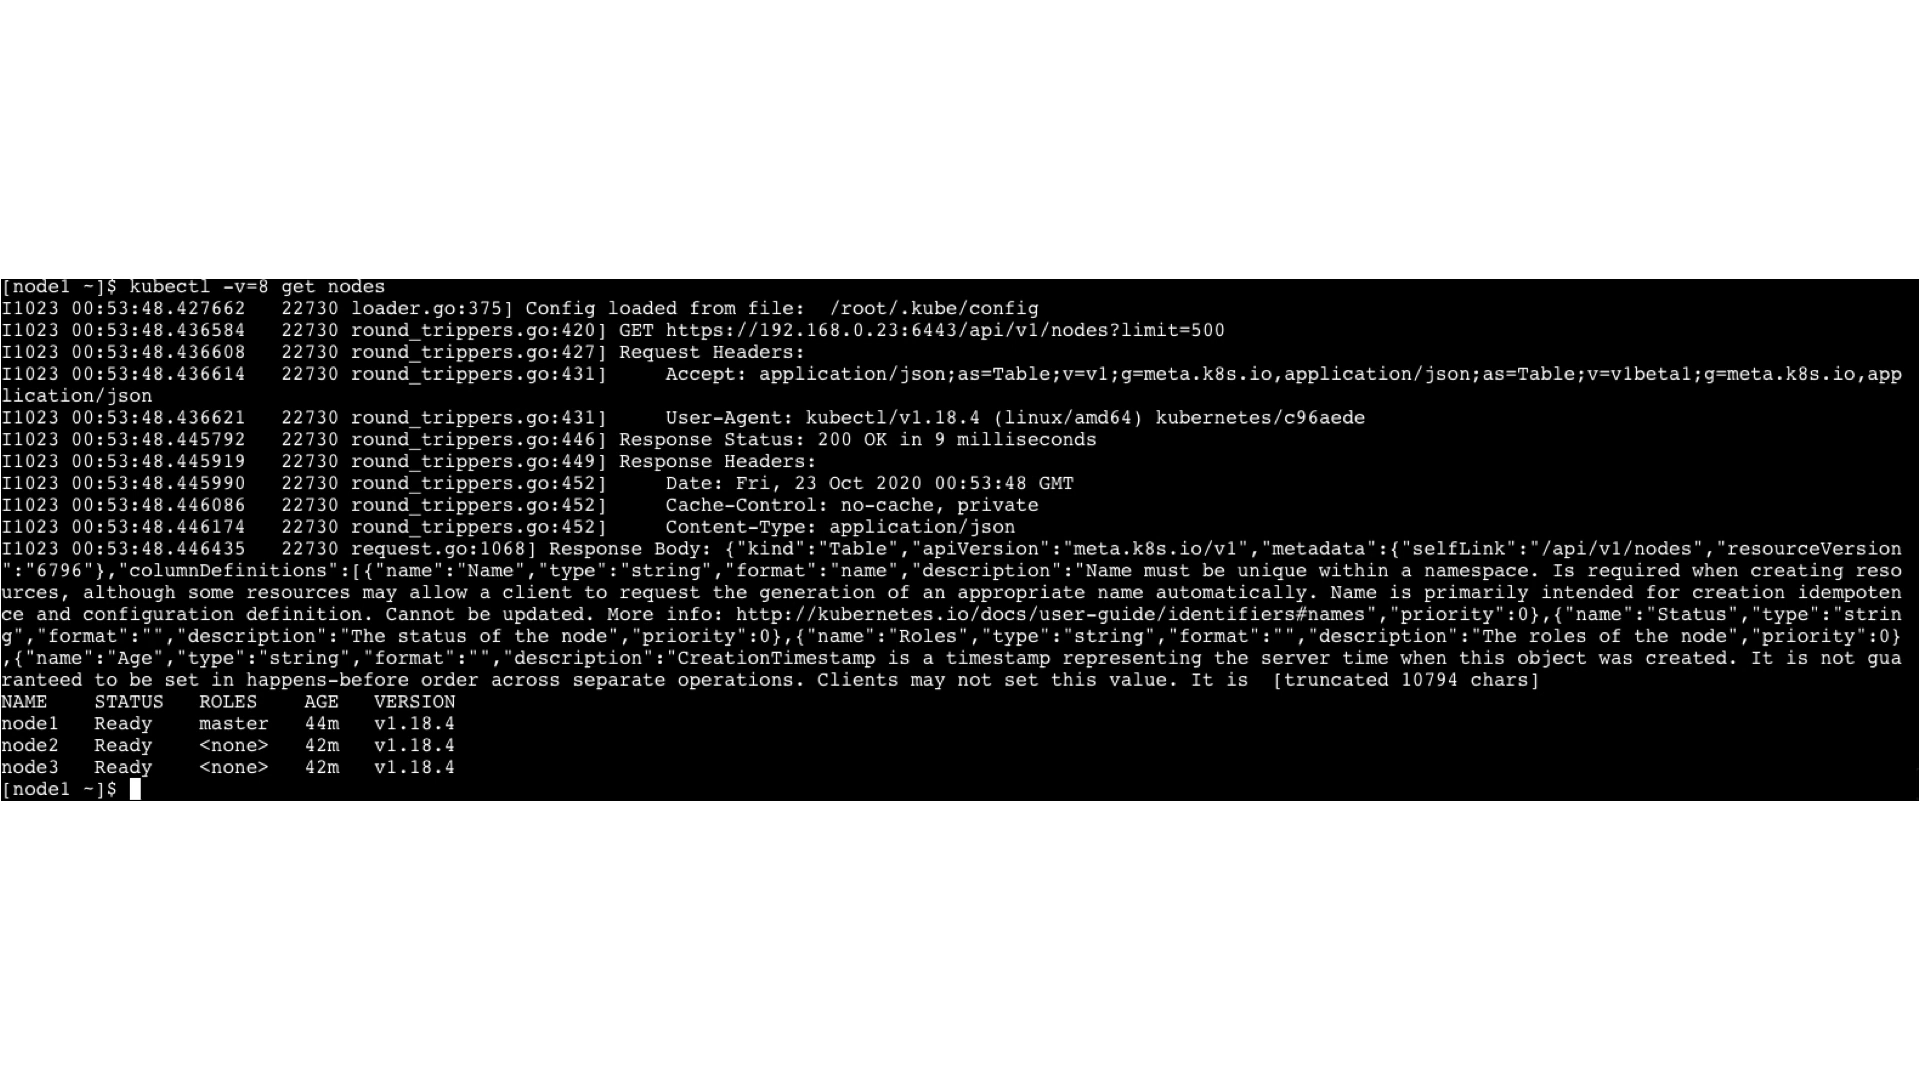 [node1 ~]$ kubectl -v=8 get nodes
I1023 00:53:48.427662   22730 loader.go:375] Config loaded from file:  /root/.kube/config
I1023 00:53:48.436584   22730 round_trippers.go:420] GET https://192.168.0.23:6443/api/v1/nodes?limit=500
I1023 00:53:48.436608   22730 round_trippers.go:427] Request Headers:
I1023 00:53:48.436614   22730 round_trippers.go:431]     Accept: application/json;as=Table;v=v1;g=meta.k8s.io,application/json;as=Table;v=v1beta1;g=meta.k8s.io,app
lication/json
I1023 00:53:48.436621   22730 round_trippers.go:431]     User-Agent: kubectl/v1.18.4 (linux/amd64) kubernetes/c96aede
I1023 00:53:48.445792   22730 round_trippers.go:446] Response Status: 200 OK in 9 milliseconds
I1023 00:53:48.445919   22730 round_trippers.go:449] Response Headers:
I1023 00:53:48.445990   22730 round_trippers.go:452]     Date: Fri, 23 Oct 2020 00:53:48 GMT
I1023 00:53:48.446086   22730 round_trippers.go:452]     Cache-Control: no-cache, private
I1023 00:53:48.446174   22730 round_trippers.go:452]     Content-Type: application/json
I1023 00:53:48.446435   22730 request.go:1068] Response Body: {"kind":"Table","apiVersion":"meta.k8s.io/v1","metadata":{"selfLink":"/api/v1/nodes","resourceVersion
":"6796"},"columnDefinitions":[{"name":"Name","type":"string","format":"name","description":"Name must be unique within a namespace. Is required when creating reso
urces, although some resources may allow a client to request the generation of an appropriate name automatically. Name is primarily intended for creation idempoten
ce and configuration definition. Cannot be updated. More info: http://kubernetes.io/docs/user-guide/identifiers#names","priority":0},{"name":"Status","type":"strin
g","format":"","description":"The status of the node","priority":0},{"name":"Roles","type":"string","format":"","description":"The roles of the node","priority":0}
,{"name":"Age","type":"string","format":"","description":"CreationTimestamp is a timestamp representing the server time when this object was created. It is not gua
ranteed to be set in happens-before order across separate operations. Clients may not set this value. It is  [truncated 10794 chars]
NAME    STATUS   ROLES    AGE   VERSION
node1   Ready    master   44m   v1.18.4
node2   Ready    <none>   42m   v1.18.4
node3   Ready    <none>   42m   v1.18.4
[node1 ~]$